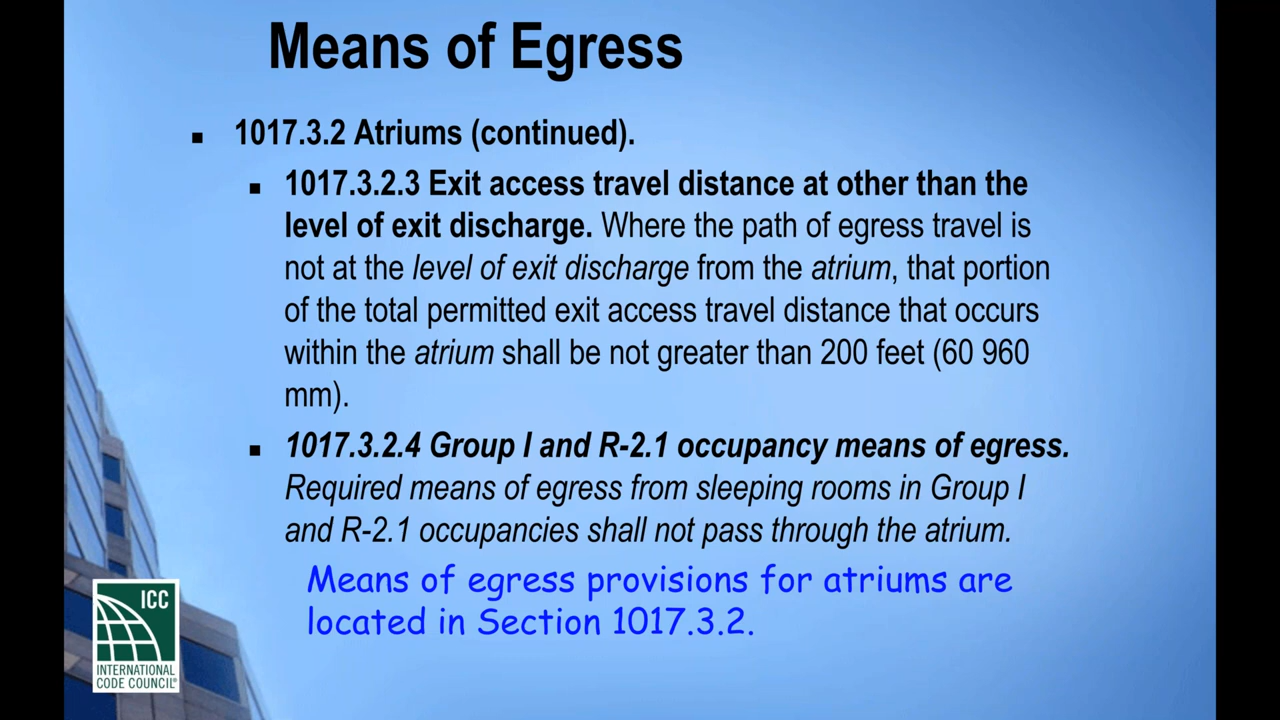 Means of Egress
1017.3.2 Atriums (continued).
1017.3.2.3 Exit access travel distance at other than the
level of exit discharge. Where the path of egress travel is
not at the level of exit discharge from the atrium, that portion
of the total permitted exit access travel distance that occurs
within the atrium shall be not greater than 200 feet (60 960
mm).
1017.3.2.4 Group I and R-2.1 occupancy means of egress.
Required means of egress from sleeping rooms in Group I
and R-2.1 occupancies shall not pass through the atrium.
Means of egress provisions for atriums are
located in Section 1017.3.2.
ICC
INTERNATIONAL
CODE COUNCIL®